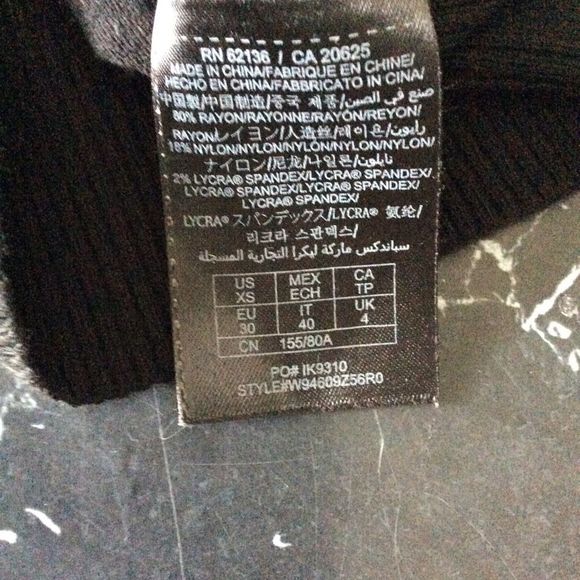 RN 62136 / CA 20625
MADE IN CHINA/FABRIQUE EN CHINE/
HECHO EN CHINA/FABBRICATO IN CINA/
中国製/中国制造/중국 제품/صنع في الصين/
80% RAYON/RAYONNE/RAYON/REYON/
RAYON/レイヨン/人造丝/레이온/رايون/
18% NYLON/NYLON/NYLON/NYLON/NYLON/
ナイロン/尼龙/나일론/نايلون/
2% LYCRA® SPANDEX/LYCRA® SPANDEX/
LYCRA® SPANDEX/LYCRA® SPANDEX/
LYCRA® SPANDEX/
LYCRA® スパンデックス/LYCRA® 氨纶/
리크라 스판덱스/
سباندكس ماركة ليكرا التجارية المسجلة
US XS MEX ECH CA TP
EU 30 IT 40 UK 4
CN 155/80A
PO# IK9310
STYLE#W94609Z56R0